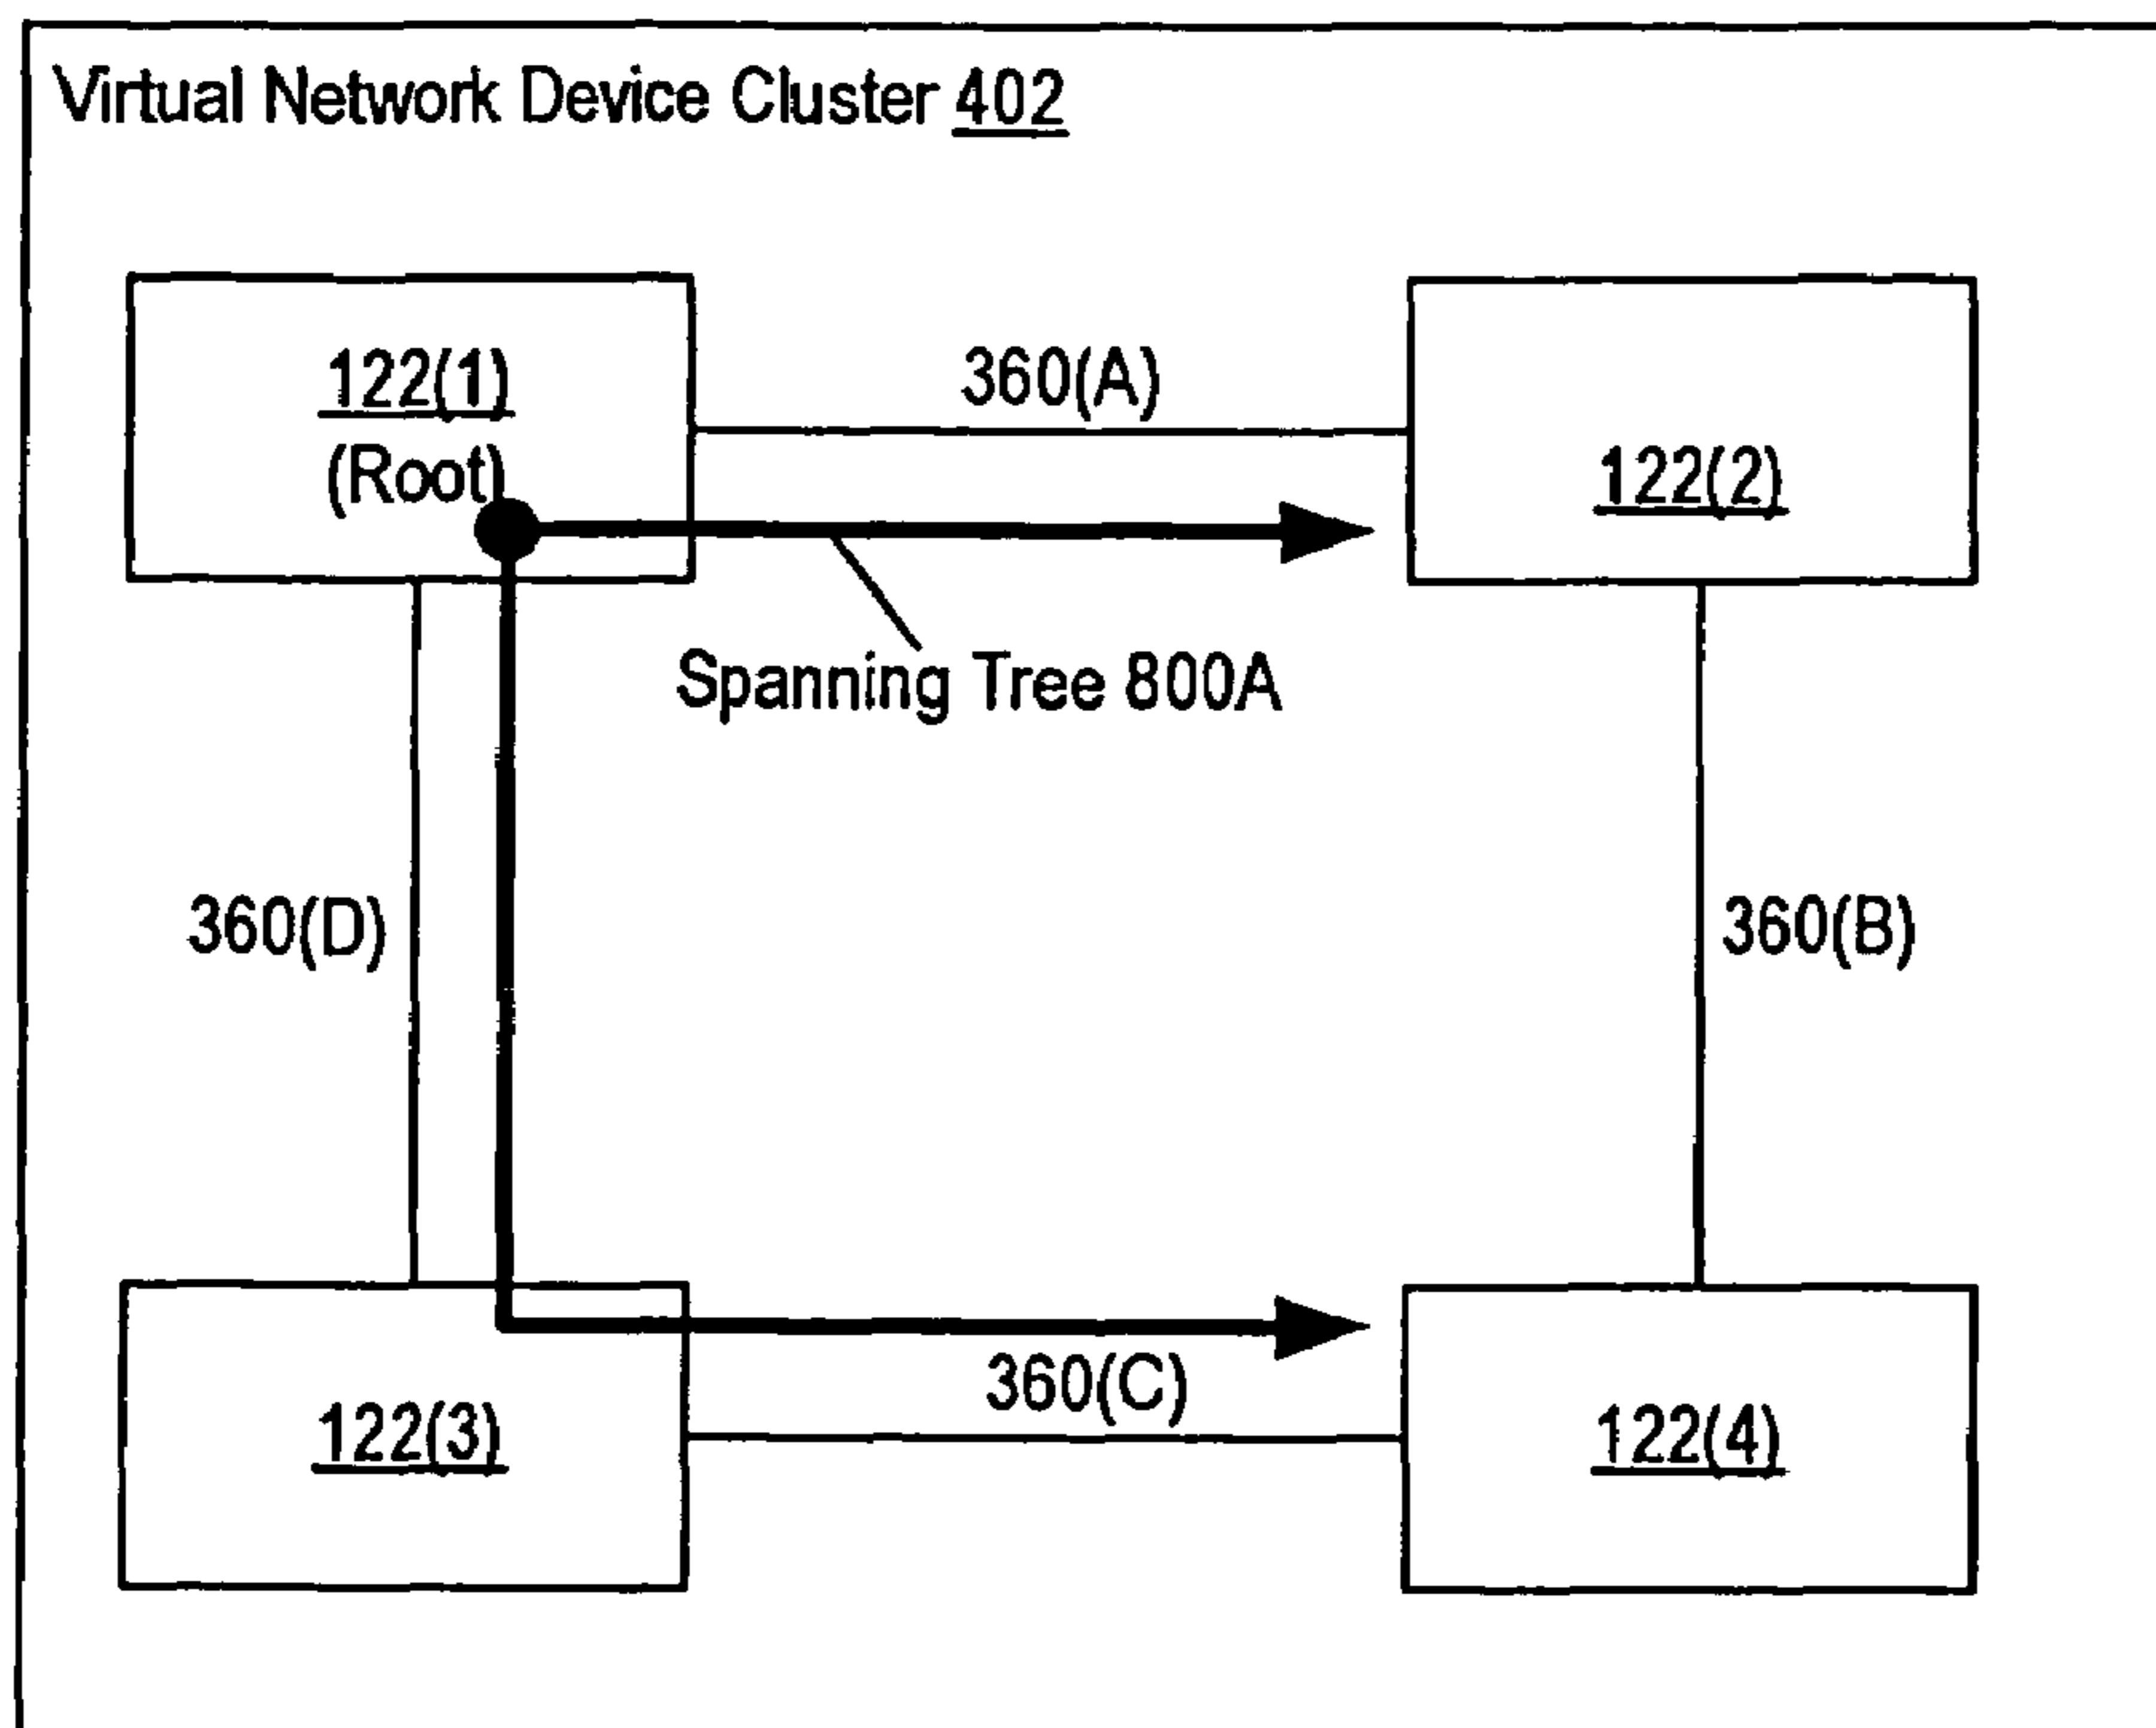 Virtual Network Device Cluster 402
122(1)
(Root)
360(A)
122(2)
Spanning Tree 800A
360(D)
360(B)
360(C)
122(3)
122(4)